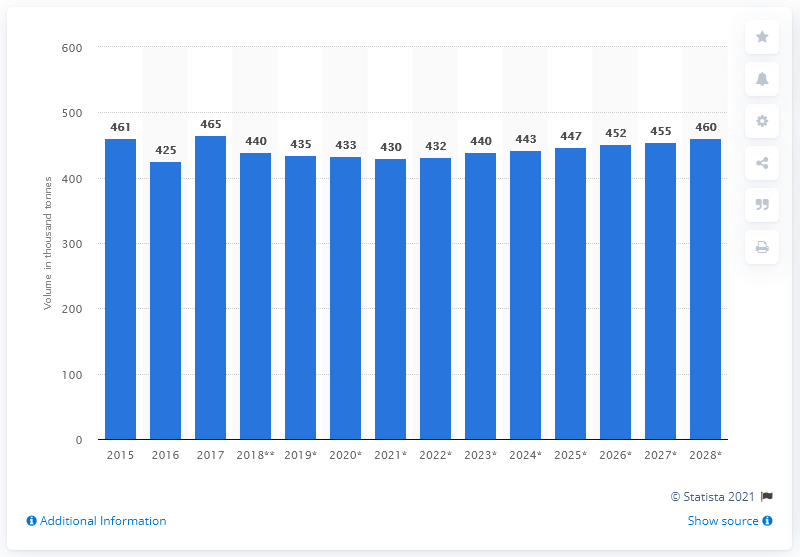 600
500
400
300
200
100
0
Volume in thousand tonnes
461 425 465 440 435 433 430 432 440 443 447 452 455 460
2015 2016 2017 2018** 2019* 2020* 2021* 2022* 2023* 2024* 2025* 2026* 2027* 2028*
© Statista 2021
Additional Information
Show source